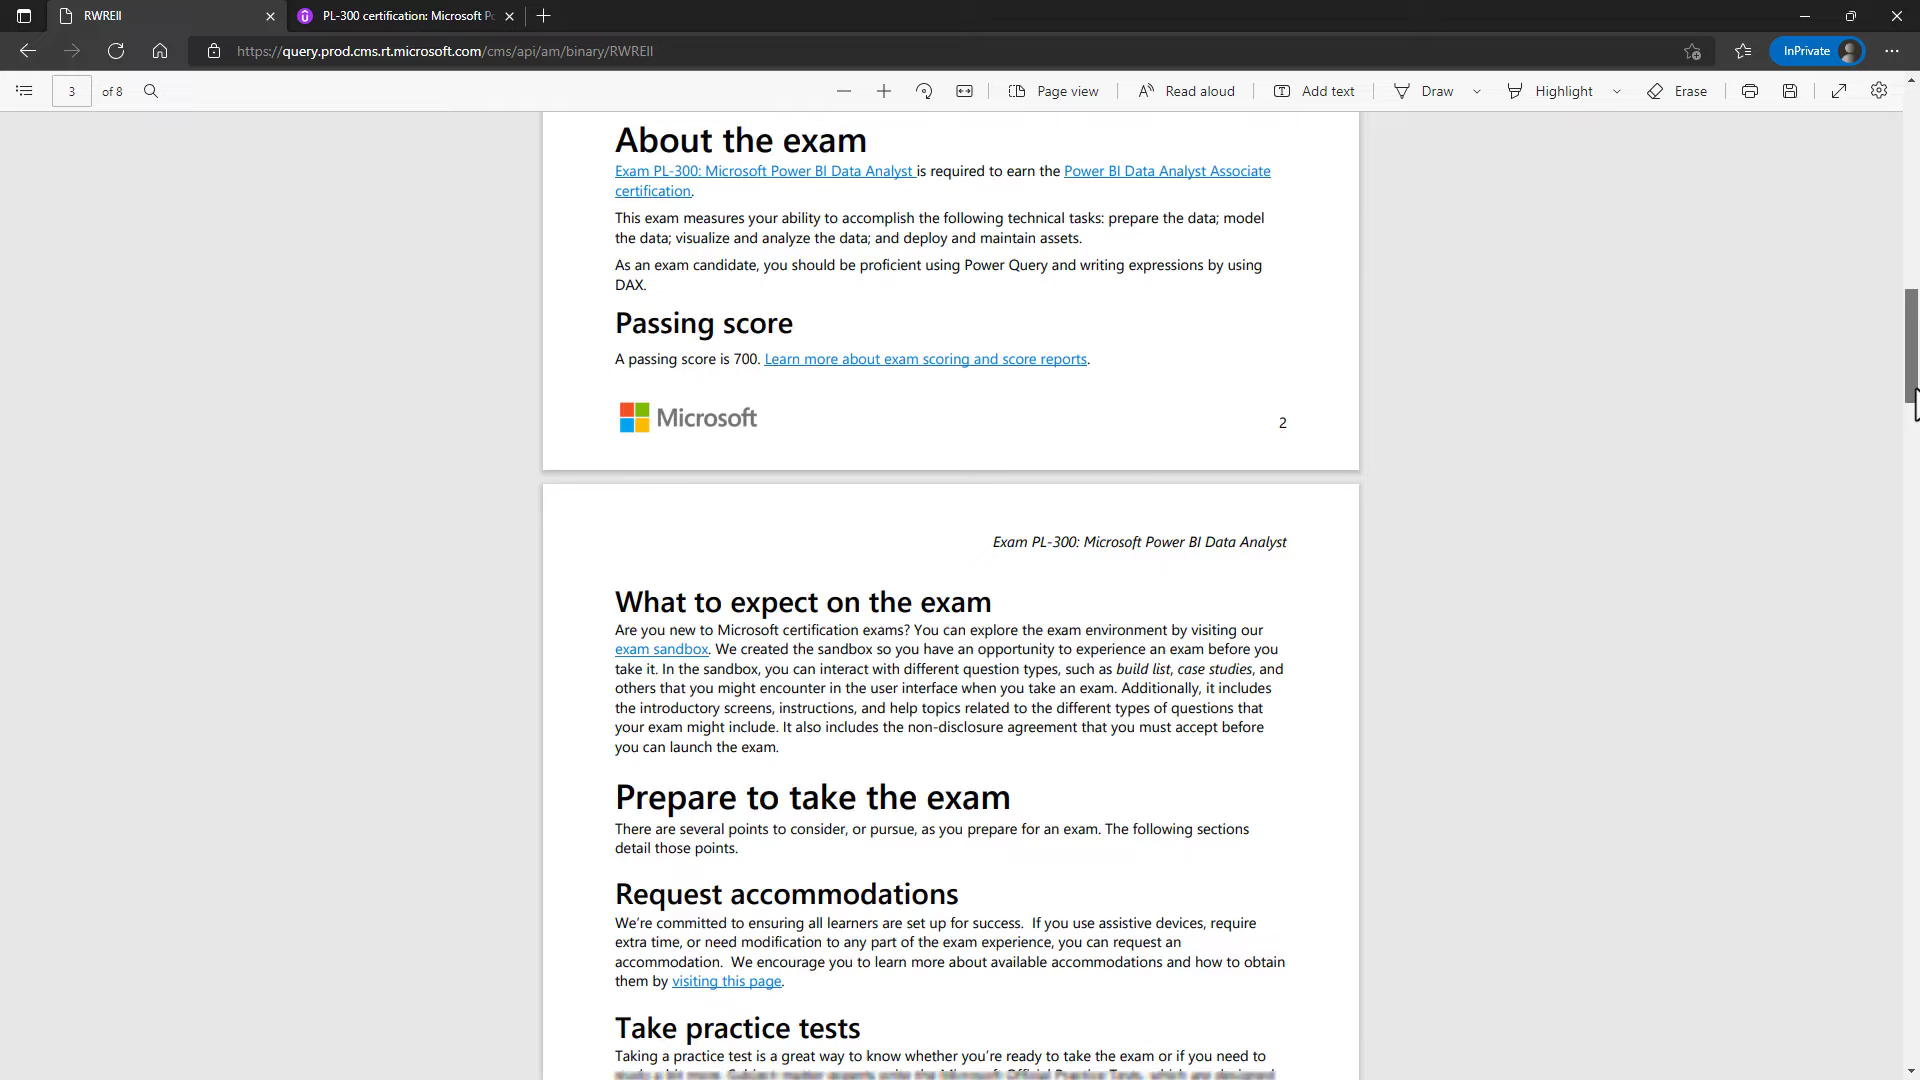 RWREII
PL-300 certification: Microsoft P
https://query.prod.cms.rt.microsoft.com/cms/api/am/binary/RWREII
InPrivate
3 of 8
Page view
Read aloud
Add text
Draw
Highlight
Erase
About the exam
Exam PL-300: Microsoft Power BI Data Analyst is required to earn the Power BI Data Analyst Associate
certification.
This exam measures your ability to accomplish the following technical tasks: prepare the data; model
the data; visualize and analyze the data; and deploy and maintain assets.
As an exam candidate, you should be proficient using Power Query and writing expressions by using
DAX.
Passing score
A passing score is 700. Learn more about exam scoring and score reports.
Microsoft
2
Exam PL-300: Microsoft Power BI Data Analyst
What to expect on the exam
Are you new to Microsoft certification exams? You can explore the exam environment by visiting our
exam sandbox. We created the sandbox so you have an opportunity to experience an exam before you
take it. In the sandbox, you can interact with different question types, such as build list, case studies, and
others that you might encounter in the user interface when you take an exam. Additionally, it includes
the introductory screens, instructions, and help topics related to the different types of questions that
your exam might include. It also includes the non-disclosure agreement that you must accept before
you can launch the exam.
Prepare to take the exam
There are several points to consider, or pursue, as you prepare for an exam. The following sections
detail those points.
Request accommodations
We're committed to ensuring all learners are set up for success.  If you use assistive devices, require
extra time, or need modification to any part of the exam experience, you can request an
accommodation.  We encourage you to learn more about available accommodations and how to obtain
them by visiting this page.
Take practice tests
Taking a practice test is a great way to know whether you're ready to take the exam or if you need to